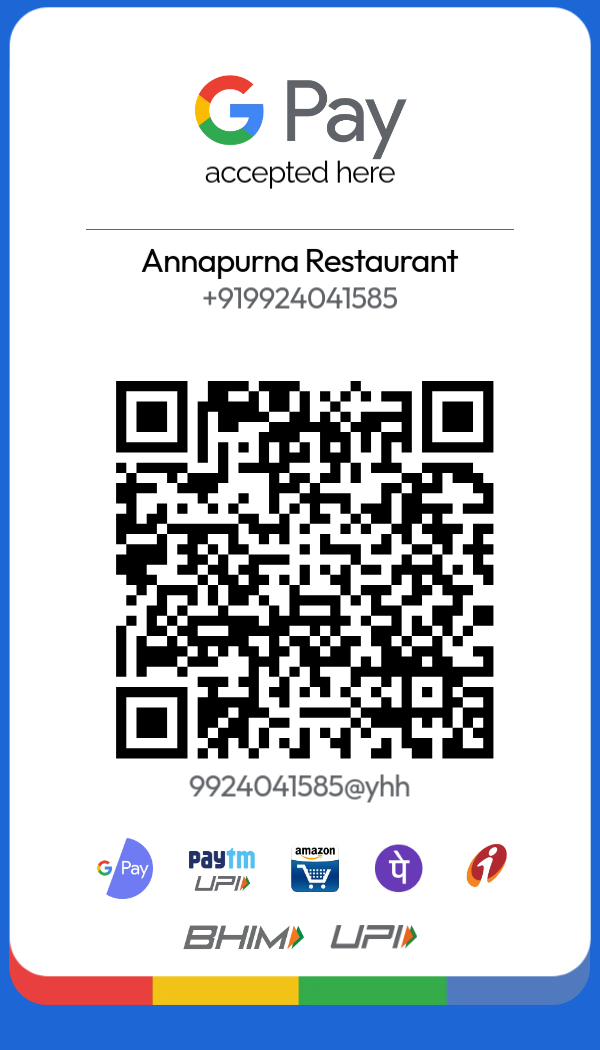 G Pay
accepted here
Annapurna Restaurant
+919924041585
9924041585@yhh
G Pay
paytm
UPI
amazon
पे
i
BHIM
UPI